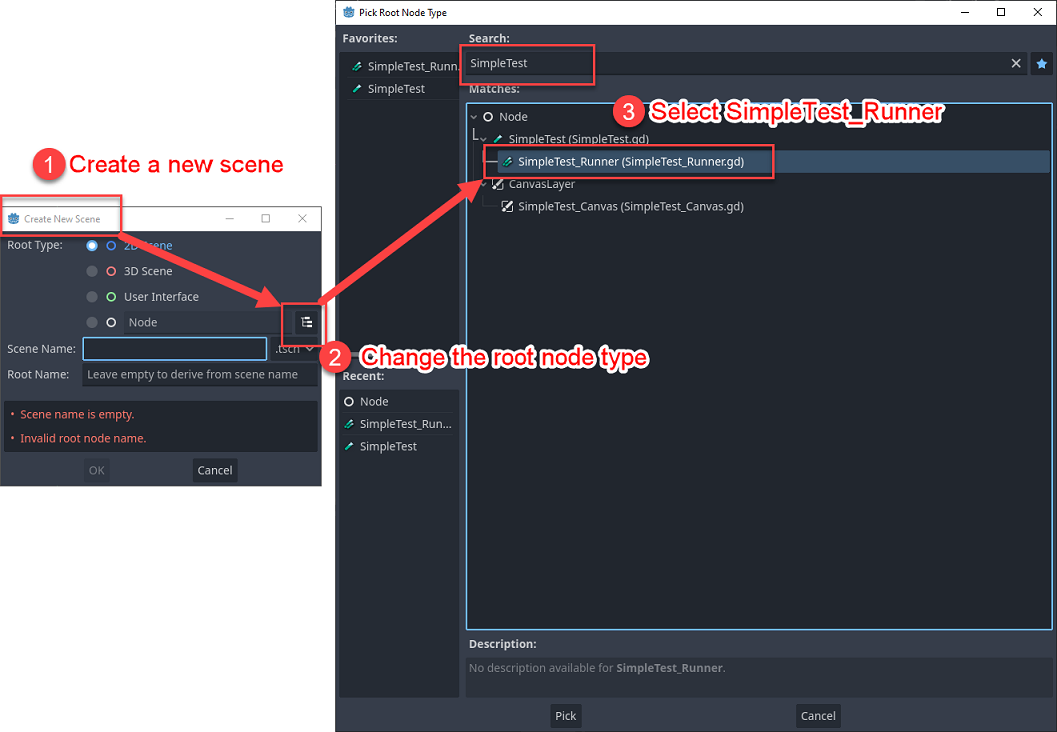 Pick Root Node Type
Favorites:
SimpleTest_Runn...
SimpleTest
Search:
SimpleTest
Matches:
Node
SimpleTest (SimpleTest.gd)
SimpleTest_Runner (SimpleTest_Runner.gd)
CanvasLayer
SimpleTest_Canvas (SimpleTest_Canvas.gd)
3 Select SimpleTest_Runner
1 Create a new scene
Create New Scene
Root Type:
2D Scene
3D Scene
User Interface
Node
Scene Name:
.tscn
Root Name:
Leave empty to derive from scene name
• Scene name is empty.
• Invalid root node name.
OK
Cancel
2 Change the root node type
Recent:
Node
SimpleTest_Run...
SimpleTest
Description:
No description available for SimpleTest_Runner.
Pick
Cancel